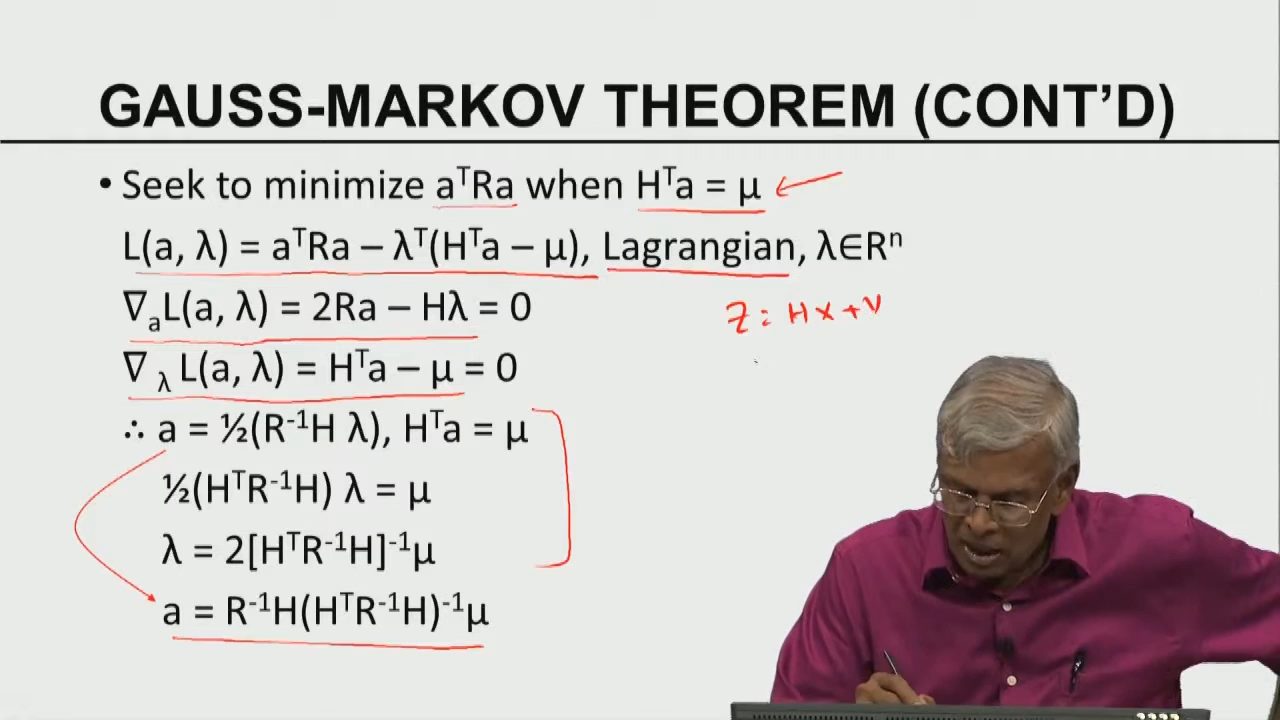 GAUSS-MARKOV THEOREM (CONT'D)
• Seek to minimize aᵀRa when Hᵀa = μ
L(a, λ) = aᵀRa – λᵀ(Hᵀa – μ), Lagrangian, λ∈Rⁿ
∇ₐL(a, λ) = 2Ra – Hλ = 0
Z = HX+V
∇ λ L(a, λ) = Hᵀa – μ = 0
∴ a = ½(R⁻¹H λ), Hᵀa = μ
½(HᵀR⁻¹H) λ = μ
λ = 2[HᵀR⁻¹H]⁻¹μ
a = R⁻¹H(HᵀR⁻¹H)⁻¹μ